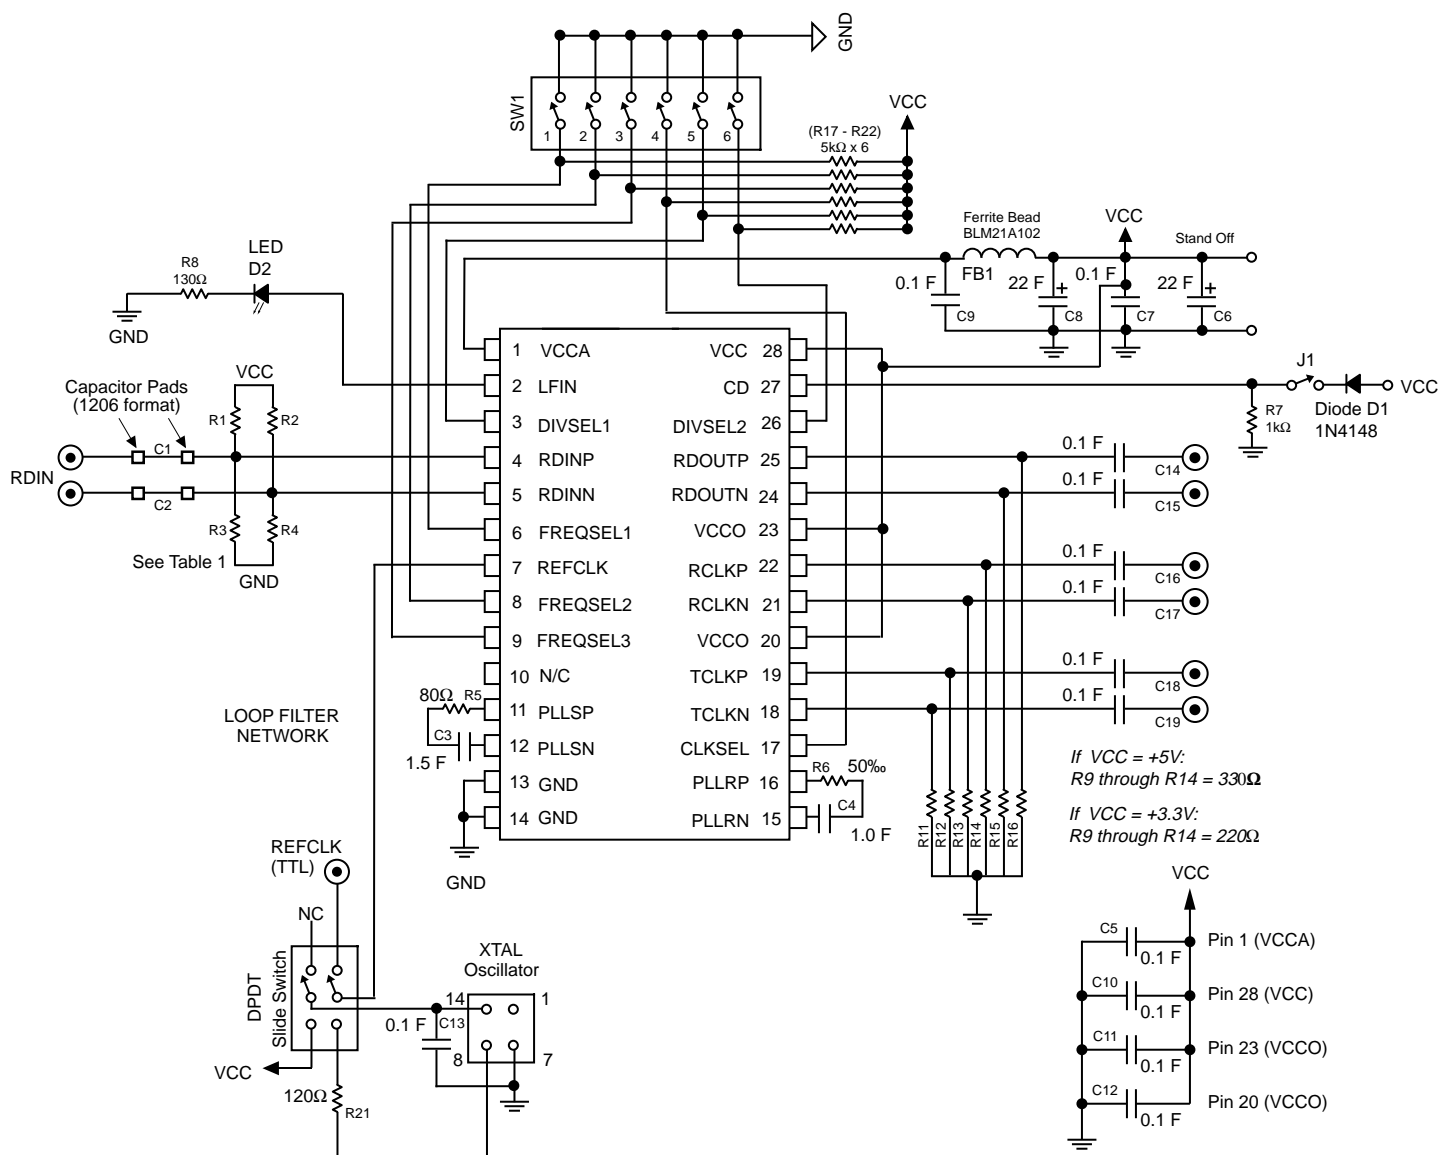 GND
SW1
1 2 3 4 5 6
VCC
(R17 - R22)
5kΩ x 6
Ferrite Bead
BLM21A102
FB1
VCC
Stand Off
0.1 F
C9
22 F
+
C8
0.1 F
C7
22 F
+
C6
LED
D2
R8
130Ω
GND
Capacitor Pads
(1206 format)
VCC
R1
R2
C1
RDIN
C2
R3
R4
See Table 1
GND
1 VCCA
2 LFIN
3 DIVSEL1
4 RDINP
5 RDINN
6 FREQSEL1
7 REFCLK
8 FREQSEL2
9 FREQSEL3
10 N/C
11 PLLSP
12 PLLSN
13 GND
14 GND
VCC 28
CD 27
DIVSEL2 26
RDOUTP 25
RDOUTN 24
VCCO 23
RCLKP 22
RCLKN 21
VCCO 20
TCLKP 19
TCLKN 18
CLKSEL 17
PLLRP 16
PLLRN 15
J1
VCC
R7
1kΩ
Diode D1
1N4148
0.1 F
C14
0.1 F
C15
0.1 F
C16
0.1 F
C17
0.1 F
C18
0.1 F
C19
80Ω
R5
C3
1.5 F
LOOP FILTER
NETWORK
R6
50‰
C4
1.0 F
R11
R12
R13
R14
R15
R16
If VCC = +5V:
R9 through R14 = 330Ω
If VCC = +3.3V:
R9 through R14 = 220Ω
GND
REFCLK
(TTL)
NC
DPDT
Slide Switch
VCC
120Ω
R21
XTAL
Oscillator
14
1
0.1 F
C13
8
7
VCC
C5
0.1 F
Pin 1 (VCCA)
C10
0.1 F
Pin 28 (VCC)
C11
0.1 F
Pin 23 (VCCO)
C12
0.1 F
Pin 20 (VCCO)